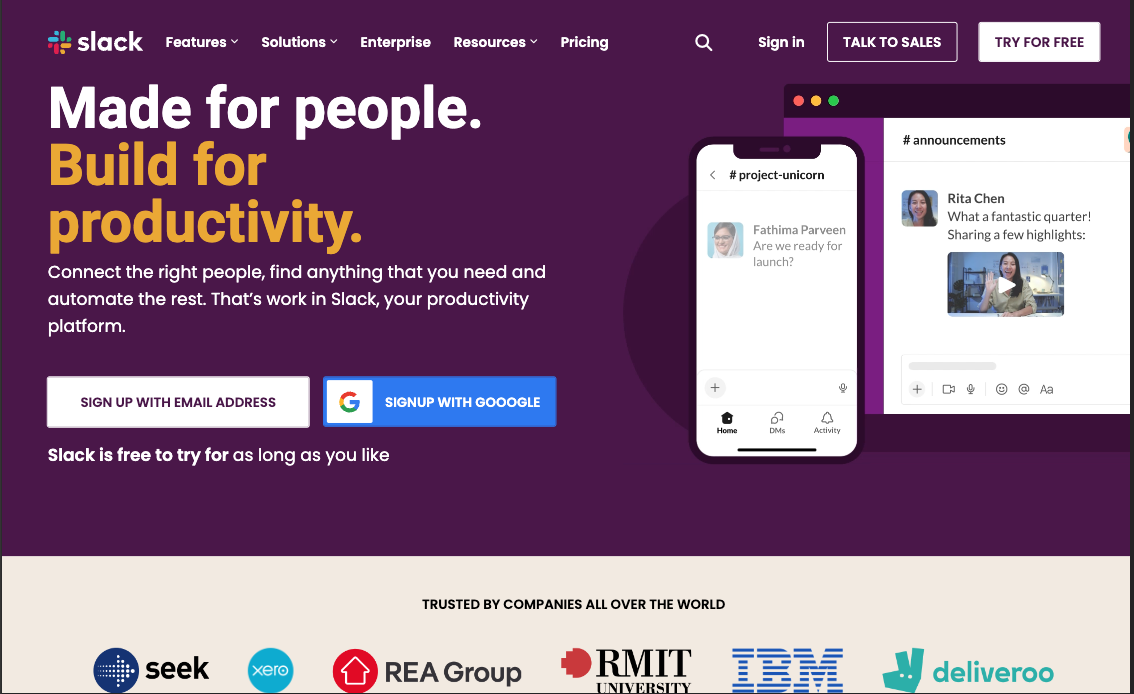 slack Features Solutions Enterprise Resources Pricing Sign in TALK TO SALES TRY FOR FREE
Made for people.
Build for
productivity.
Connect the right people, find anything that you need and
automate the rest. That’s work in Slack, your productivity
platform.
SIGN UP WITH EMAIL ADDRESS
SIGNUP WITH GOOOGLE
Slack is free to try for as long as you like
# project-unicorn
Fathima Parveen
Are we ready for
launch?
Home DMs Activity
# announcements
Rita Chen
What a fantastic quarter!
Sharing a few highlights:
Aa
TRUSTED BY COMPANIES ALL OVER THE WORLD
seek xero REA Group RMIT UNIVERSITY IBM deliveroo